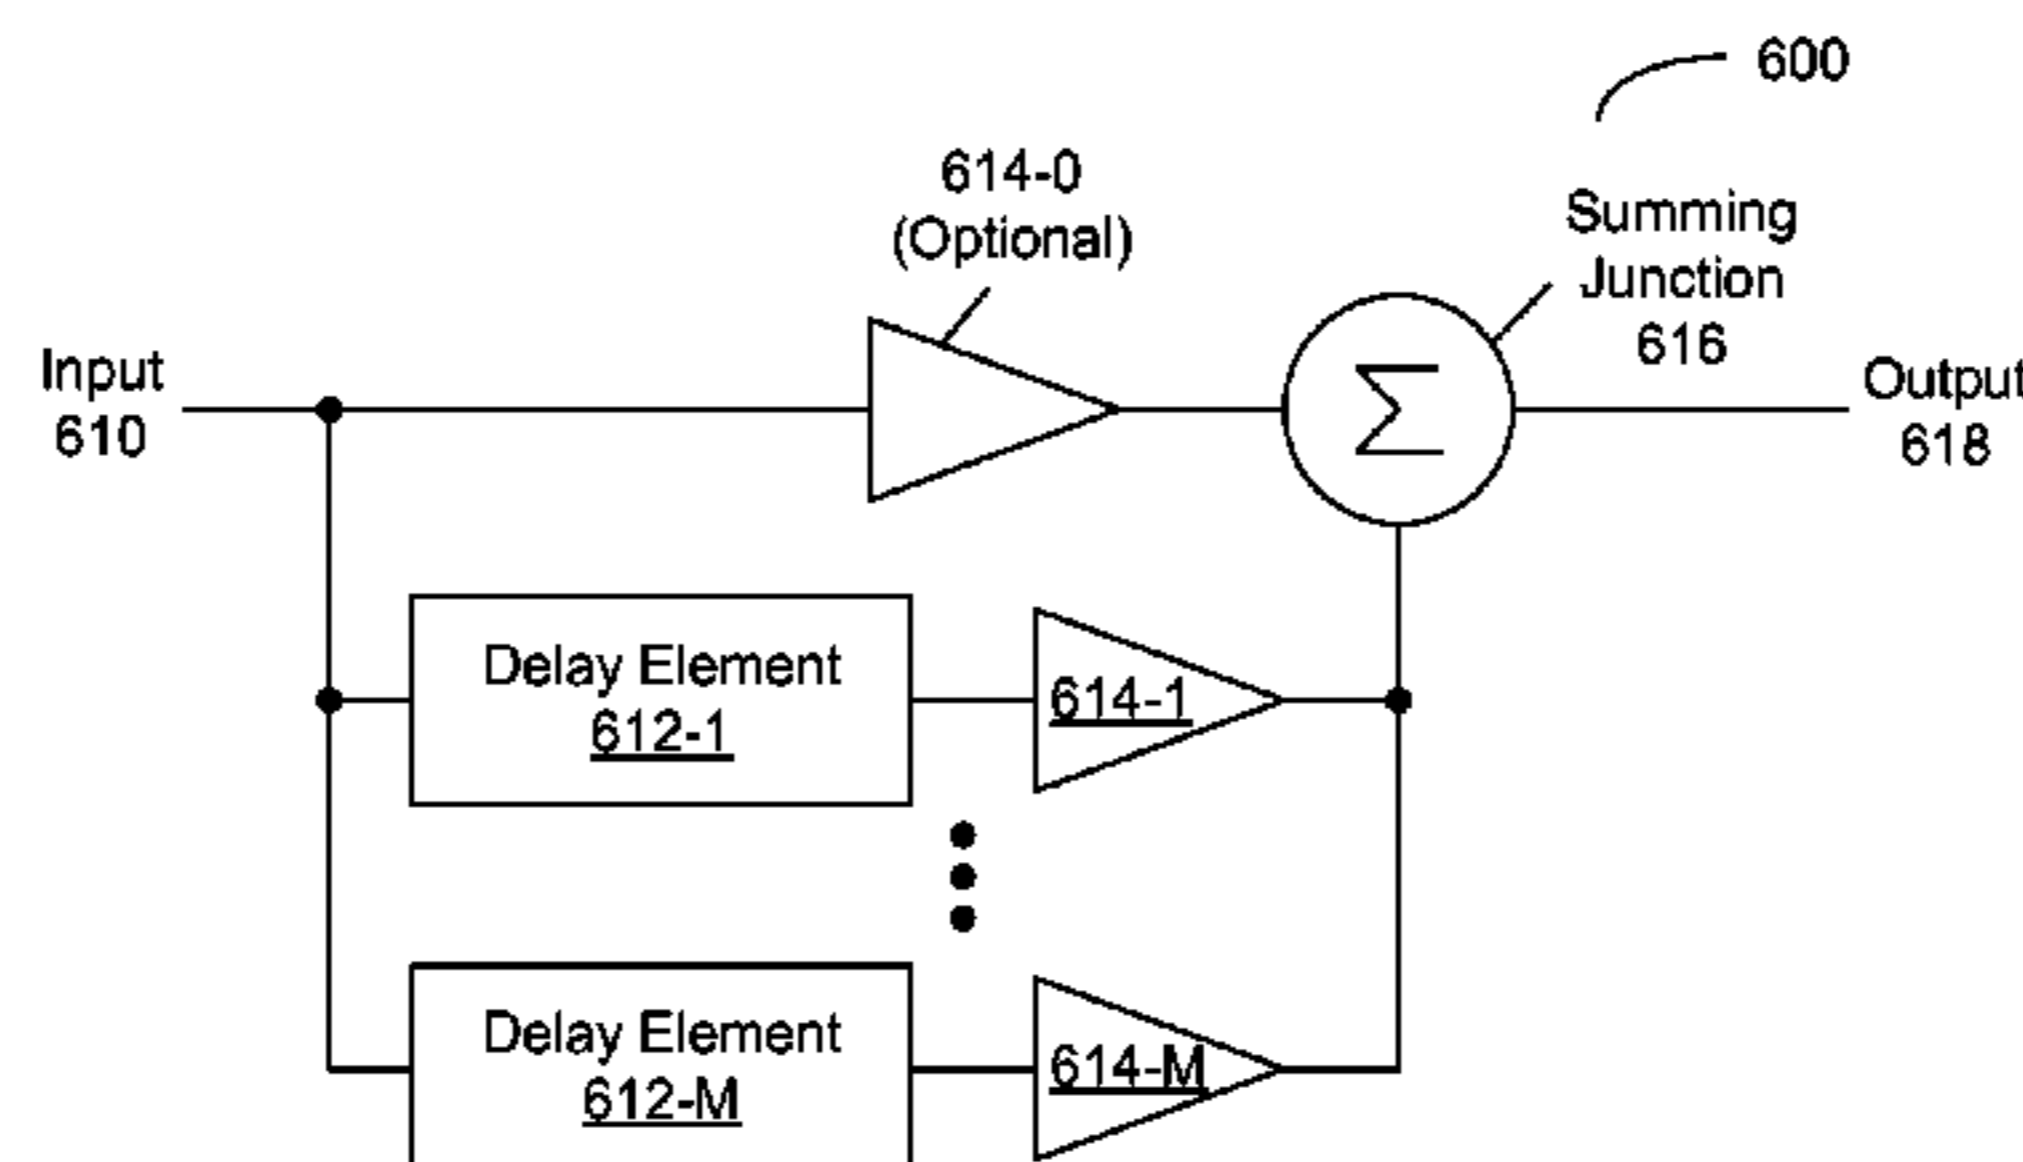 600
614-0
(Optional)
Summing
Junction
616
Input
610
Σ
Output
618
Delay Element
612-1
614-1
Delay Element
612-M
614-M